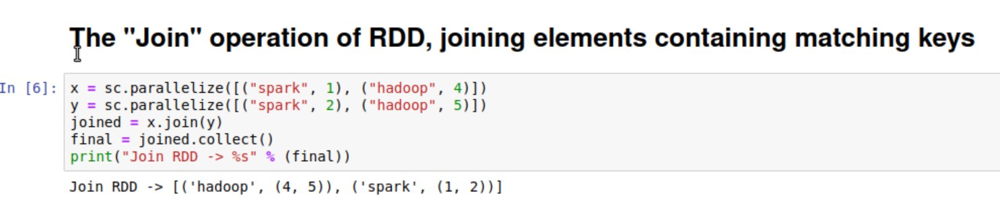 The "Join" operation of RDD, joining elements containing matching keys
In [6]:
x = sc.parallelize([("spark", 1), ("hadoop", 4)])
y = sc.parallelize([("spark", 2), ("hadoop", 5)])
joined = x.join(y)
final = joined.collect()
print("Join RDD -> %s" % (final))
Join RDD -> [('hadoop', (4, 5)), ('spark', (1, 2))]